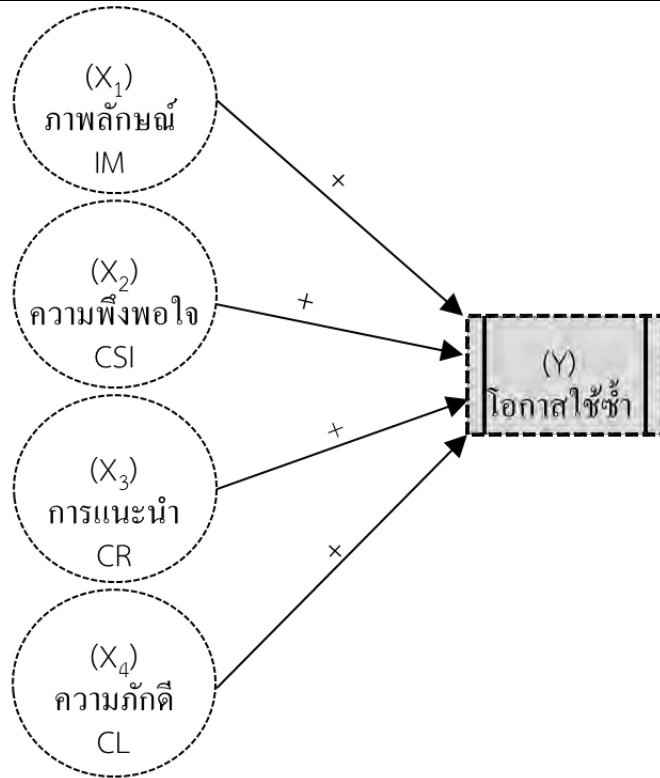 (X₁)
ภาพลักษณ์
IM
+
(X₂)
ความพึงพอใจ
CSI
+
(Y)
โอกาสใช้ซ้ำ
(X₃)
การแนะนำ
CR
+
(X₄)
ความภักดี
CL
+